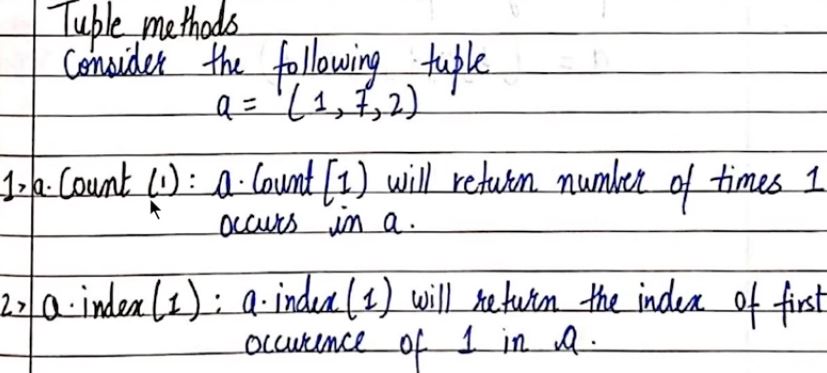 Tuple methods
Consider the following tuple
a = (1, 7, 2)
1> a. Count (1) : a. Count [1) will return number of times 1
occurs in a.
2> a. index (1) : a. index (1) will return the index of first
occurence of 1 in a.